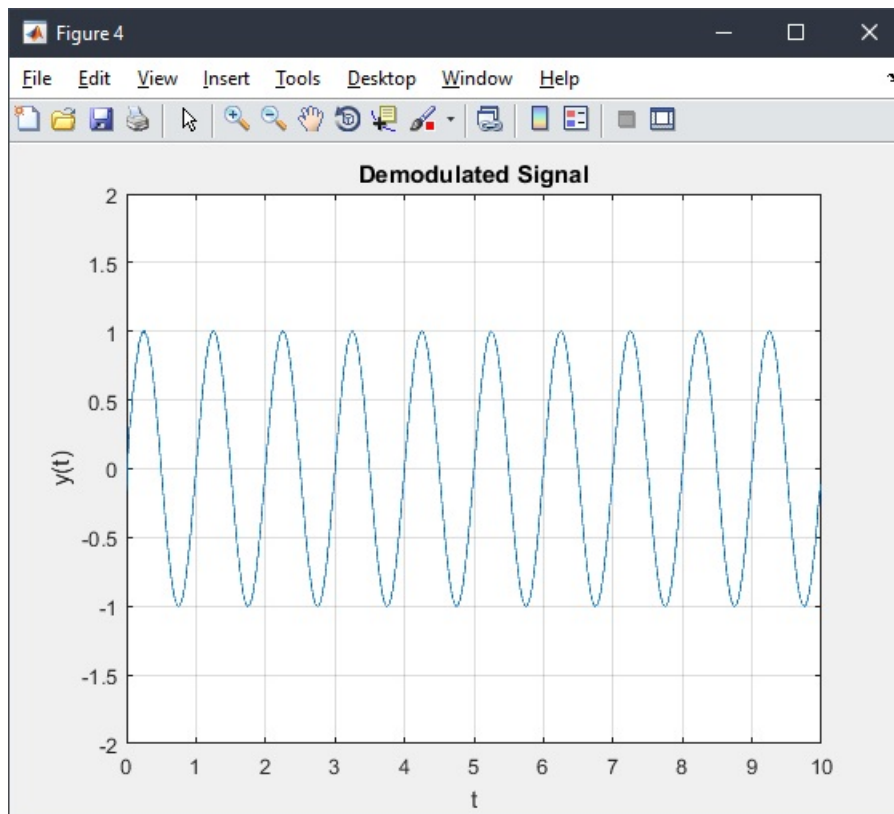 Figure 4
File Edit View Insert Tools Desktop Window Help
Demodulated Signal
2
1.5
1
0.5
0
-0.5
-1
-1.5
-2
y(t)
0 1 2 3 4 5 6 7 8 9 10
t